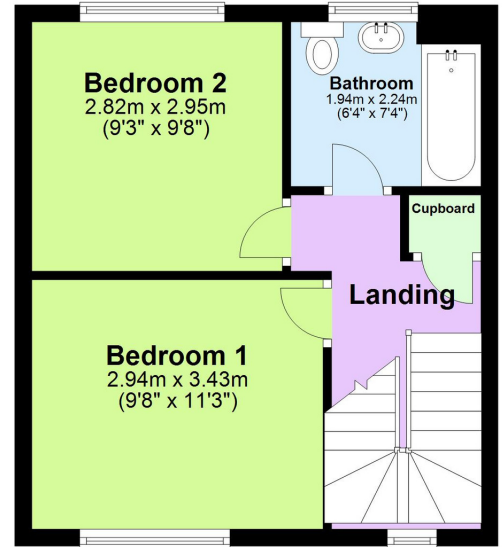 Bedroom 2
2.82m x 2.95m
(9'3" x 9'8")
Bathroom
1.94m x 2.24m
(6'4" x 7'4")
Cupboard
Landing
Bedroom 1
2.94m x 3.43m
(9'8" x 11'3")